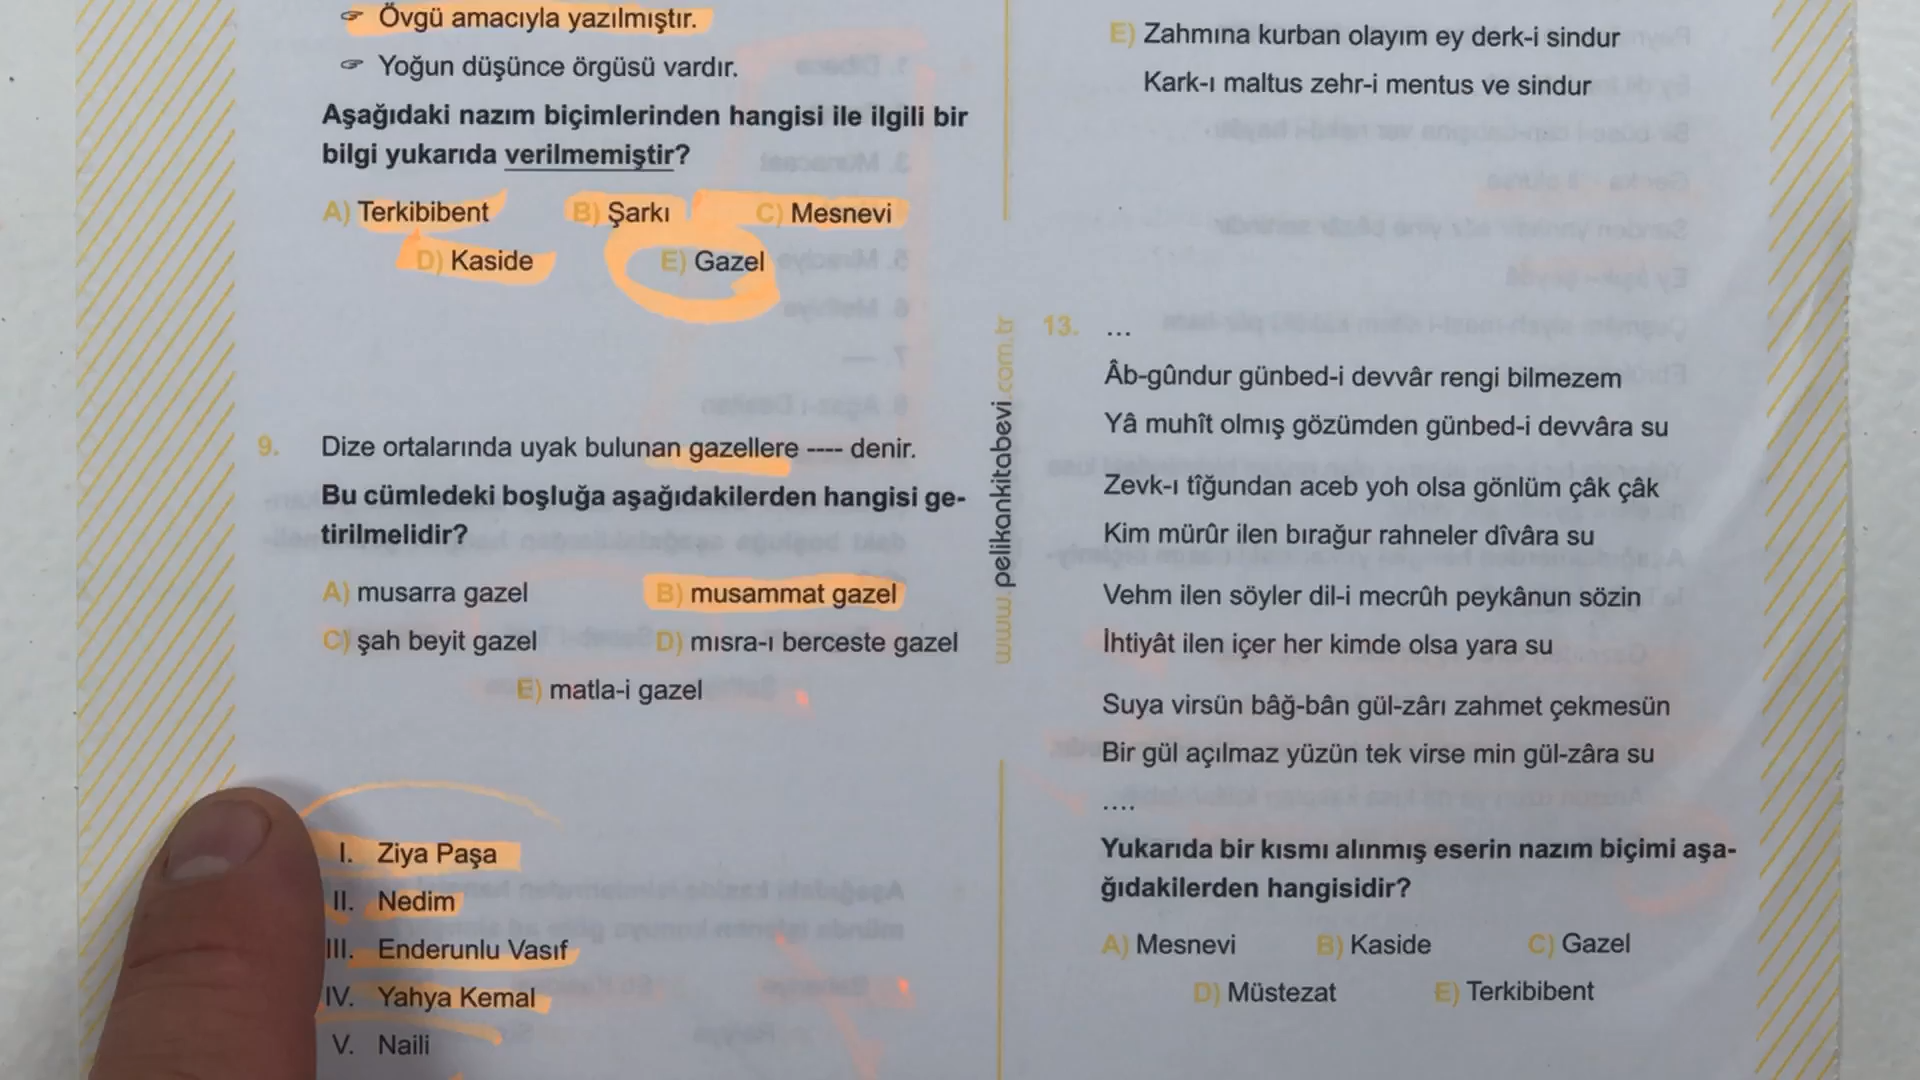 ☞ Övgü amacıyla yazılmıştır.
☞ Yoğun düşünce örgüsü vardır.
Aşağıdaki nazım biçimlerinden hangisi ile ilgili bir
bilgi yukarıda verilmemiştir?
A) Terkibibent B) Şarkı C) Mesnevi
D) Kaside E) Gazel
9. Dize ortalarında uyak bulunan gazellere ---- denir.
Bu cümledeki boşluğa aşağıdakilerden hangisi ge-
tirilmelidir?
A) musarra gazel B) musammat gazel
C) şah beyit gazel D) mısra-ı berceste gazel
E) matla-i gazel
I. Ziya Paşa
II. Nedim
III. Enderunlu Vasıf
IV. Yahya Kemal
V. Naili
www.pelikankitabevi.com.tr
E) Zahmına kurban olayım ey derk-i sindur
Kark-ı maltus zehr-i mentus ve sindur
13. ...
Âb-gûndur günbed-i devvâr rengi bilmezem
Yâ muhît olmış gözümden günbed-i devvâra su
Zevk-ı tîğundan aceb yoh olsa gönlüm çâk çâk
Kim mürûr ilen bırağur rahneler dîvâra su
Vehm ilen söyler dil-i mecrûh peykânun sözin
İhtiyât ilen içer her kimde olsa yara su
Suya virsün bâğ-bân gül-zârı zahmet çekmesün
Bir gül açılmaz yüzün tek virse min gül-zâra su
....
Yukarıda bir kısmı alınmış eserin nazım biçimi aşa-
ğıdakilerden hangisidir?
A) Mesnevi B) Kaside C) Gazel
D) Müstezat E) Terkibibent